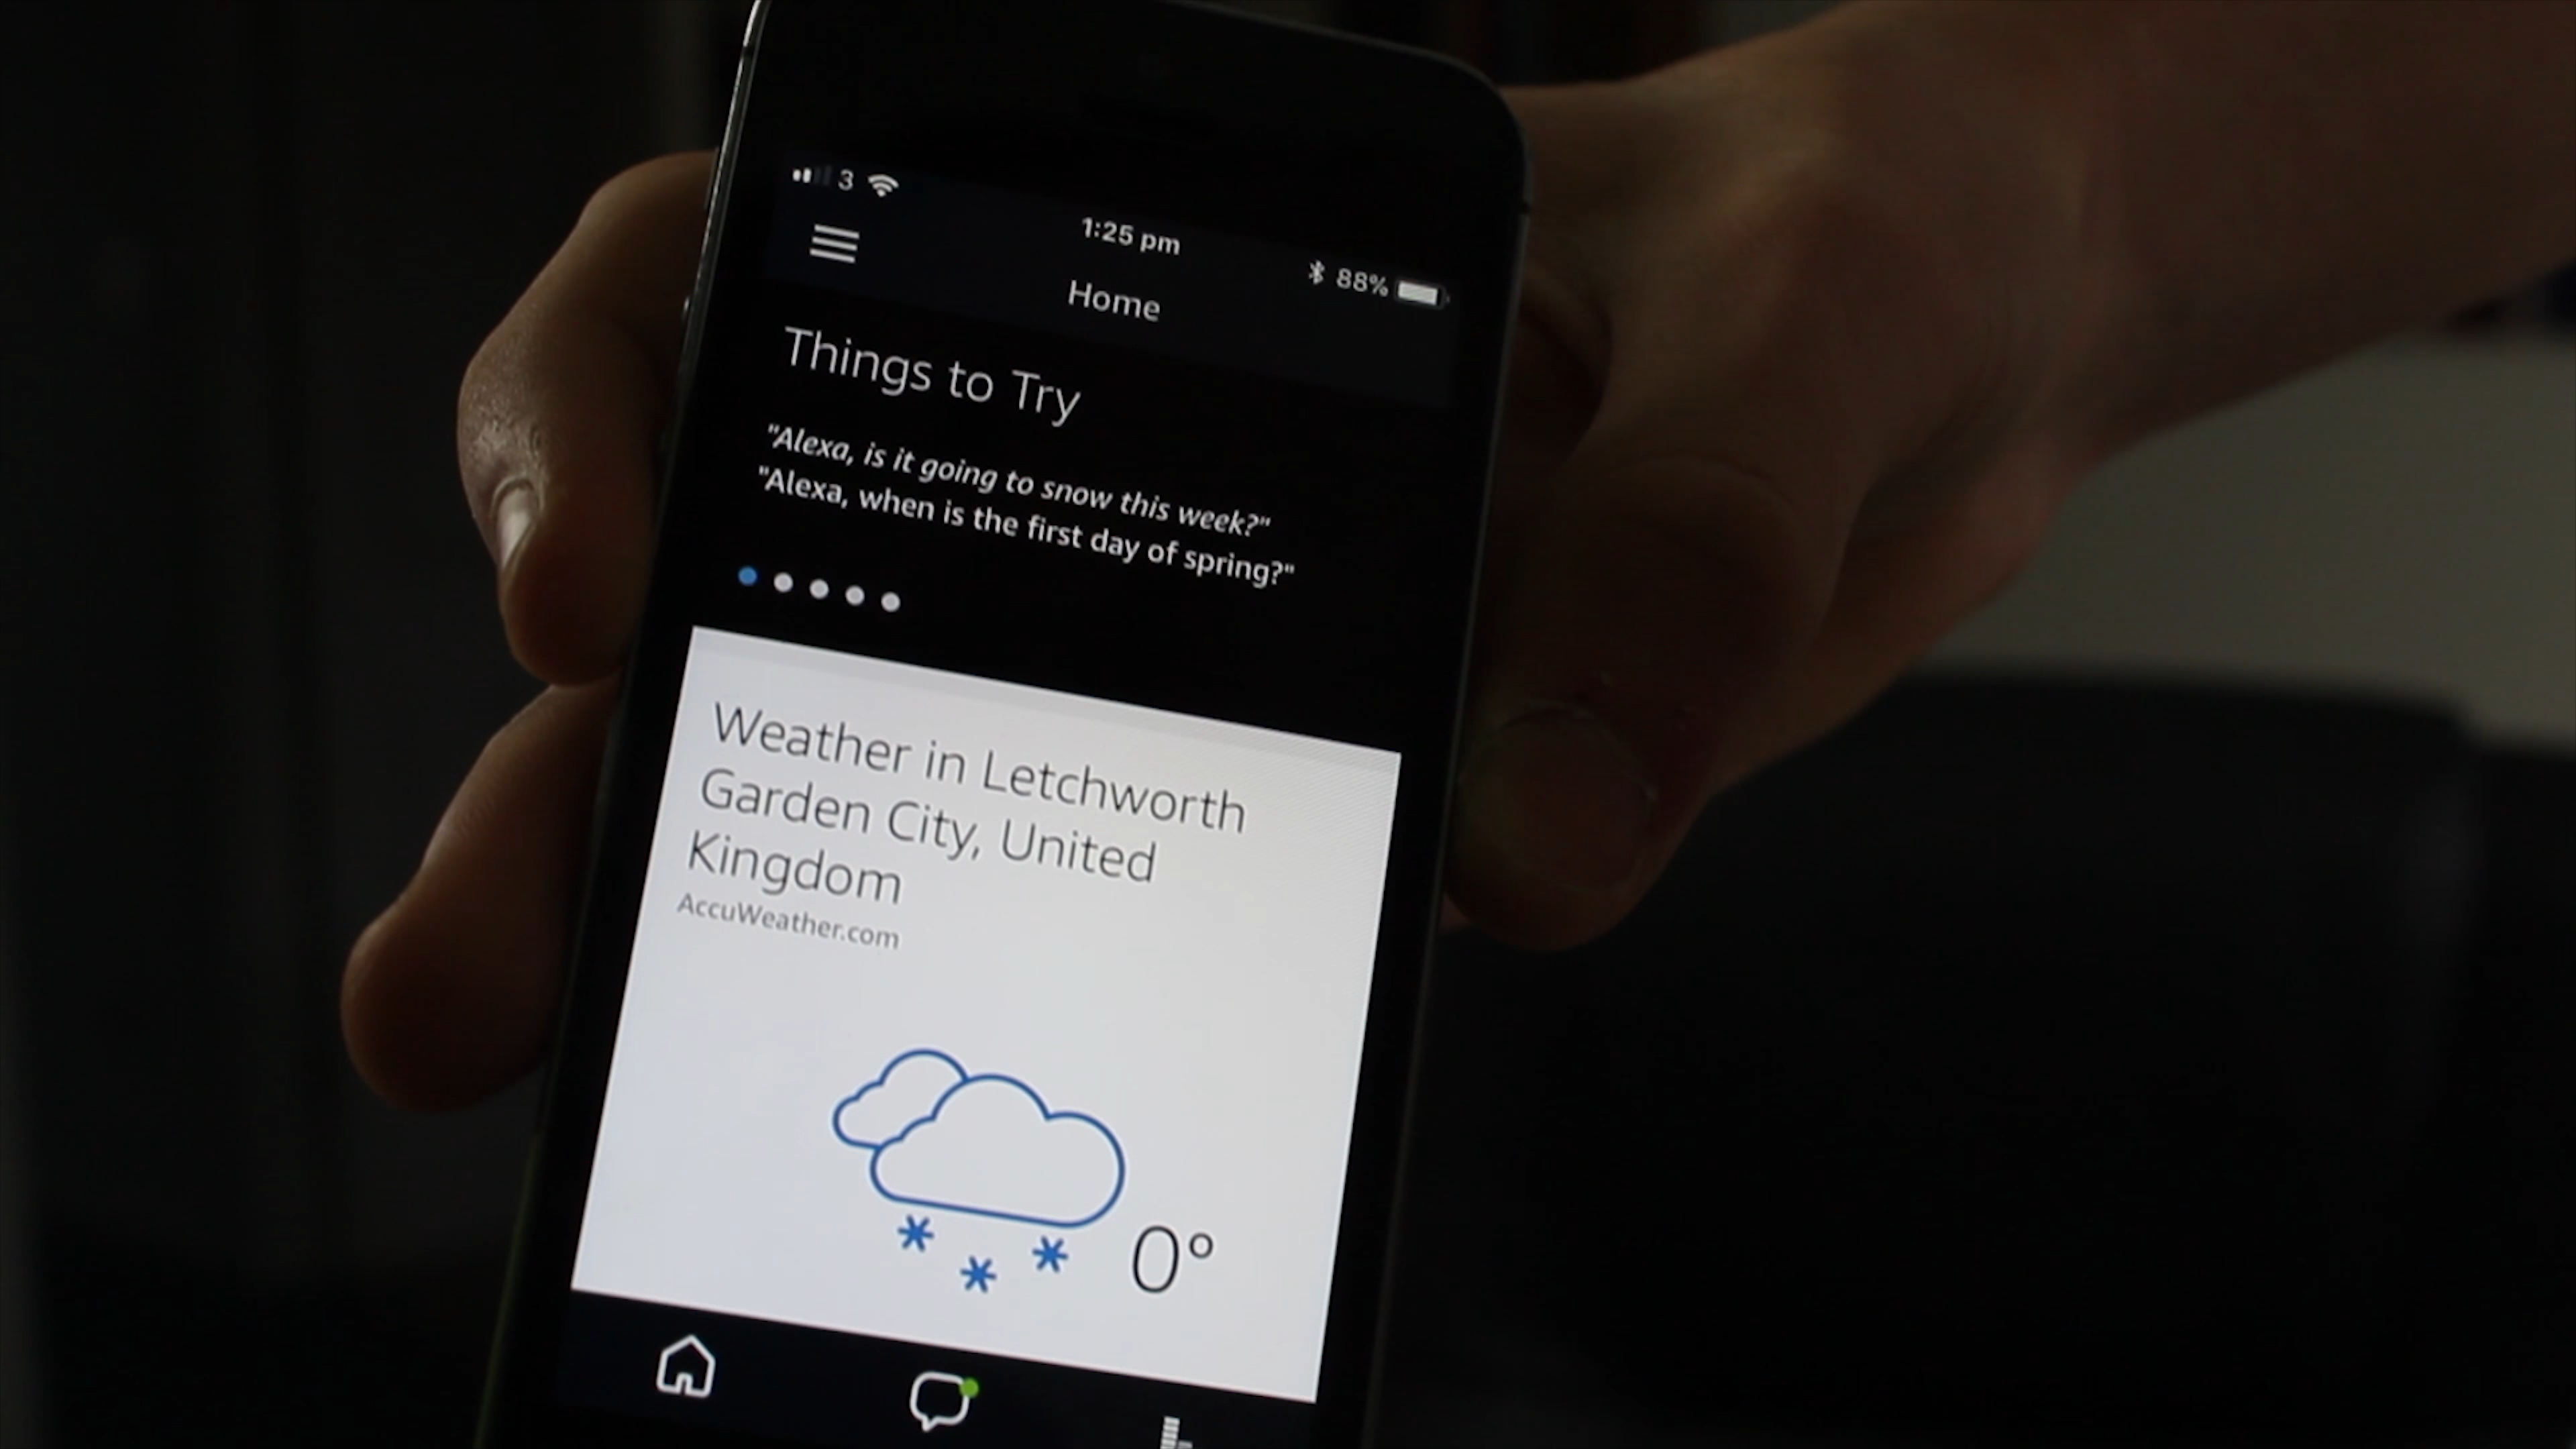 3
1:25 pm
88%
Home
Things to Try
"Alexa, is it going to snow this week?"
"Alexa, when is the first day of spring?"
Weather in Letchworth
Garden City, United
Kingdom
AccuWeather.com
0°